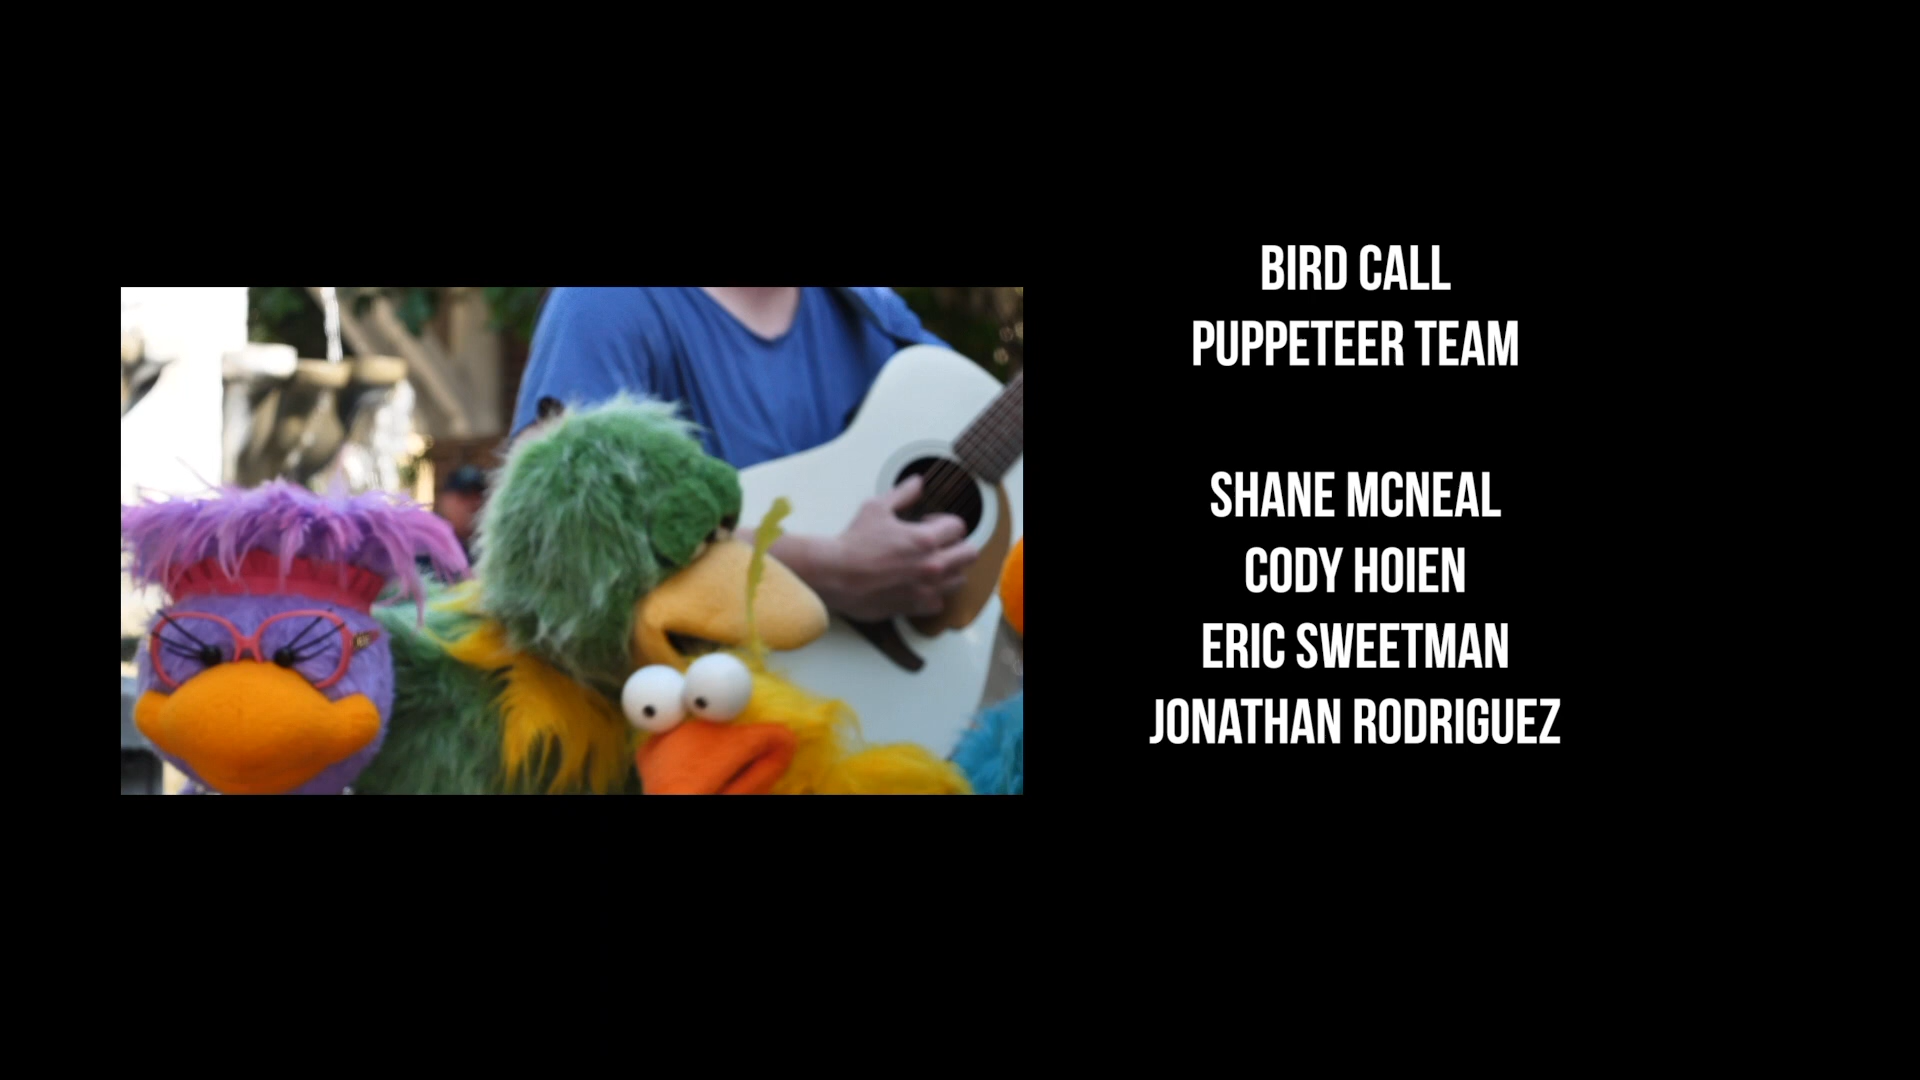 BIRD CALL
PUPPETEER TEAM
SHANE MCNEAL
CODY HOIEN
ERIC SWEETMAN
JONATHAN RODRIGUEZ